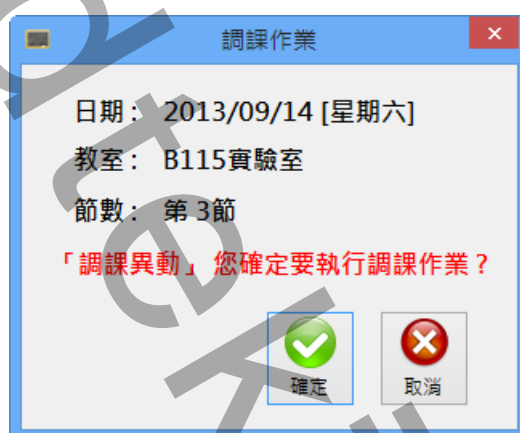 調課作業
日期： 2013/09/14 [星期六]
教室： B115實驗室
節數： 第 3節
「調課異動」 您確定要執行調課作業？
確定 取消